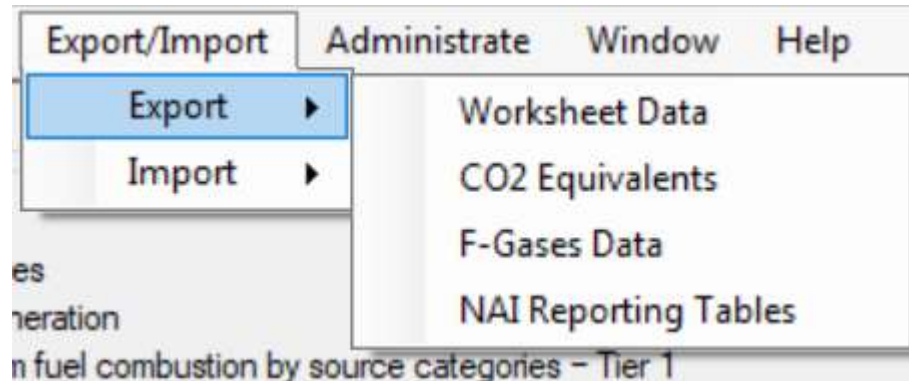 Export/Import Administrate Window Help
Export
Worksheet Data
CO2 Equivalents
Import
F-Gases Data
NAI Reporting Tables
es
neration
n fuel combustion by source categories – Tier 1